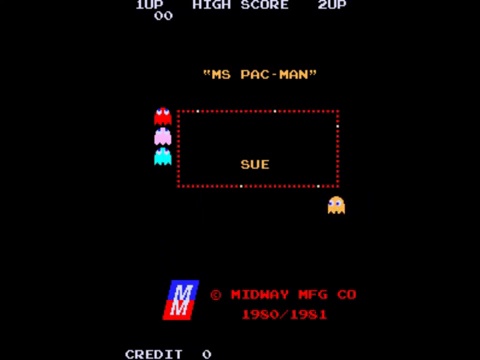 1UP HIGH SCORE 2UP
00
"MS PAC-MAN"
SUE
MM
© MIDWAY MFG CO
1980/1981
CREDIT 0